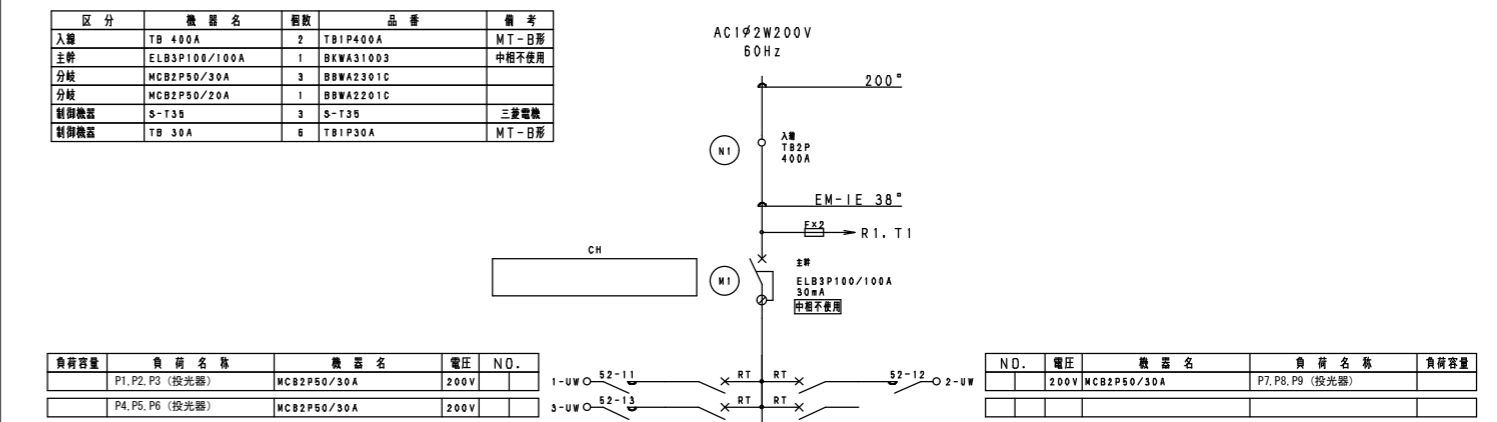 区 分 機 器 名 個数 品 番 備 考
入線 TB 400A 2 TB1P400A MT-B形
主幹 ELB3P100/100A 1 BKWA31003 中相不使用
分岐 MCB2P50/30A 3 BBWA2301C
分岐 MCB2P50/20A 1 BBWA2201C
制御機器 S-T35 3 S-T35 三菱電機
制御機器 TB 30A 6 TB1P30A MT-B形
AC1φ2W200V
60Hz
200°
N1
入線
TB2P
400A
EM-IE 38°
F×2
R1. T1
CH
M1
主幹
ELB3P100/100A
30mA
中相不使用
負荷容量 負 荷 名 称 機 器 名 電圧 NO.
P1,P2,P3 (投光器) MCB2P50/30A 200V
P4,P5,P6 (投光器) MCB2P50/30A 200V
1-UW 52-11 RT RT 52-12 2-UW
3-UW 52-13 RT RT
NO. 電圧 機 器 名 負 荷 名 称 負荷容量
200V MCB2P50/30A P7,P8,P9 (投光器)